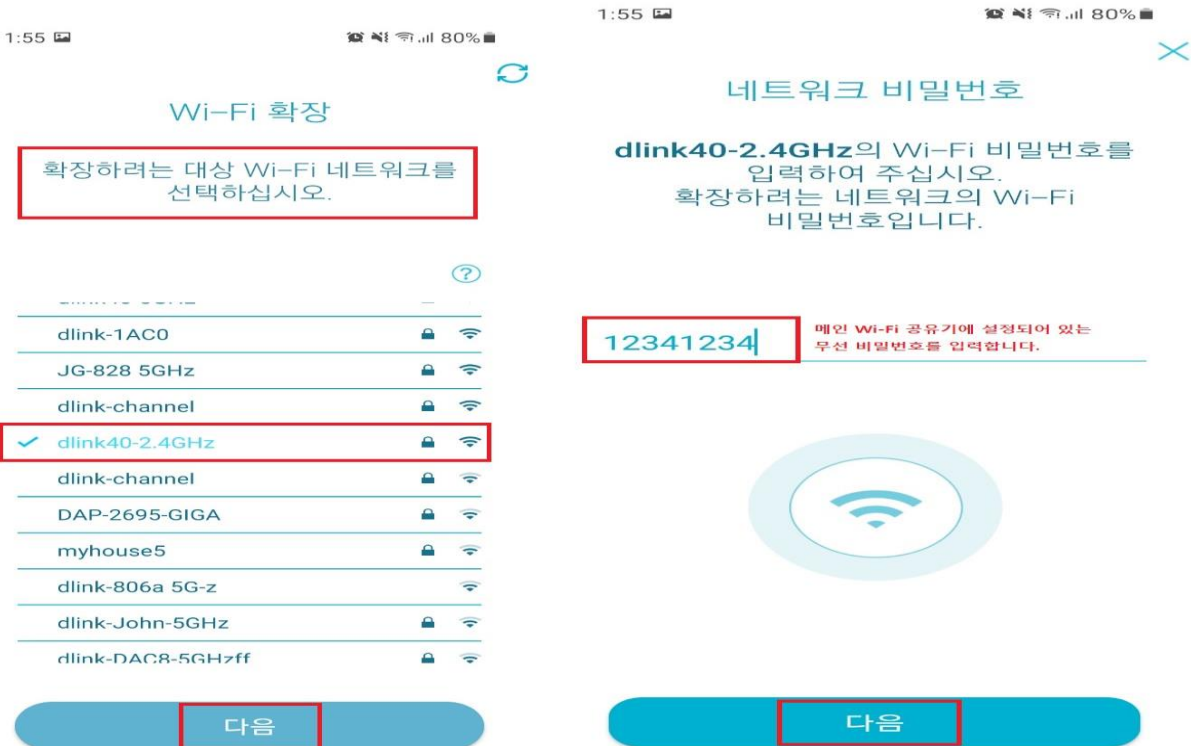 1:55
80%
Wi-Fi 확장
확장하려는 대상 Wi-Fi 네트워크를
선택하십시오.
?
dlink-1AC0
JG-828 5GHz
dlink-channel
dlink40-2.4GHz
dlink-channel
DAP-2695-GIGA
myhouse5
dlink-806a 5G-z
dlink-John-5GHz
dlink-DAC8-5GHzff
다음
1:55
80%
네트워크 비밀번호
dlink40-2.4GHz의 Wi-Fi 비밀번호를
입력하여 주십시오.
확장하려는 네트워크의 Wi-Fi
비밀번호입니다.
12341234
메인 Wi-Fi 공유기에 설정되어 있는
무선 비밀번호를 입력합니다.
다음